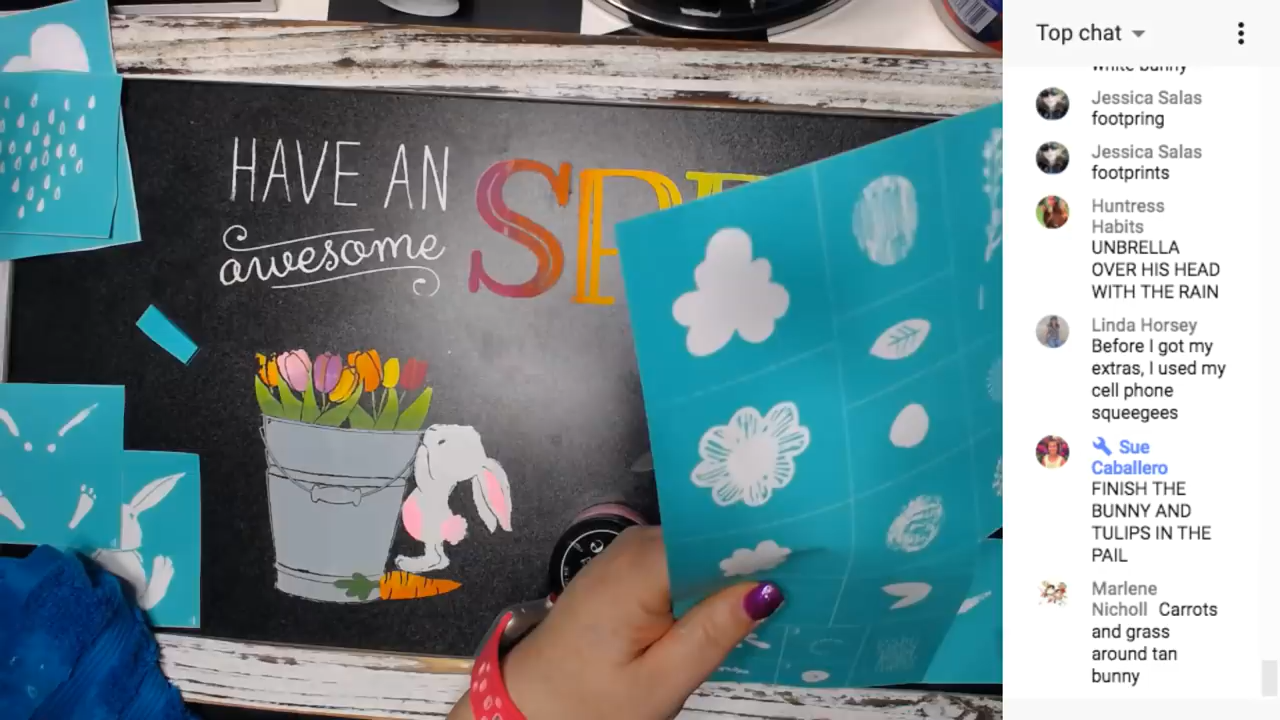 HAVE AN
awesome
SP
Top chat
white bunny
Jessica Salas
footpring
Jessica Salas
footprints
Huntress
Habits
UNBRELLA
OVER HIS HEAD
WITH THE RAIN
Linda Horsey
Before I got my
extras, I used my
cell phone
squeegees
Sue
Caballero
FINISH THE
BUNNY AND
TULIPS IN THE
PAIL
Marlene
Nicholl Carrots
and grass
around tan
bunny